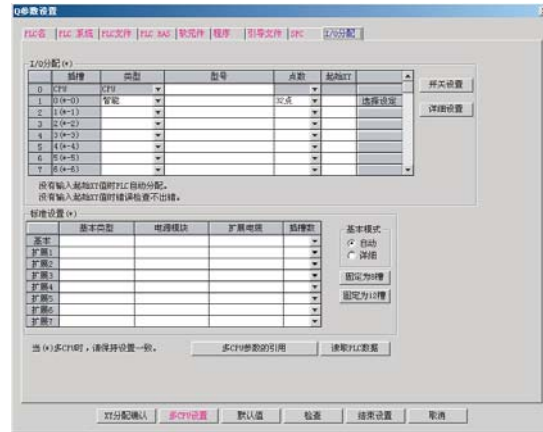 Q参数设置
PLC名 PLC 系统 PLC文件 PLC RAS 软元件 程序 引导文件 SFC I/O分配
I/O分配(*)
插槽 类型 型号 点数 起始XY
0 CPU CPU
1 0(*-0) 智能 32点 选择设定
2 1(*-1)
3 2(*-2)
4 3(*-3)
5 4(*-4)
6 5(*-5)
7 6(*-6)
开关设置
详细设置
没有输入起始XY值时PLC自动分配。
没有输入起始XY值时错误检查不出错。
标准设置(*)
基本类型 电源模块 扩展电缆 插槽数
基本
扩展1
扩展2
扩展3
扩展4
扩展5
扩展6
扩展7
基本模式
自动
详细
固定为8槽
固定为12槽
当(*)多CPU时,请保持设置一致。 多CPU参数的引用 读取PLC数据
XY分配确认 多CPU设置 默认值 检查 结束设置 取消